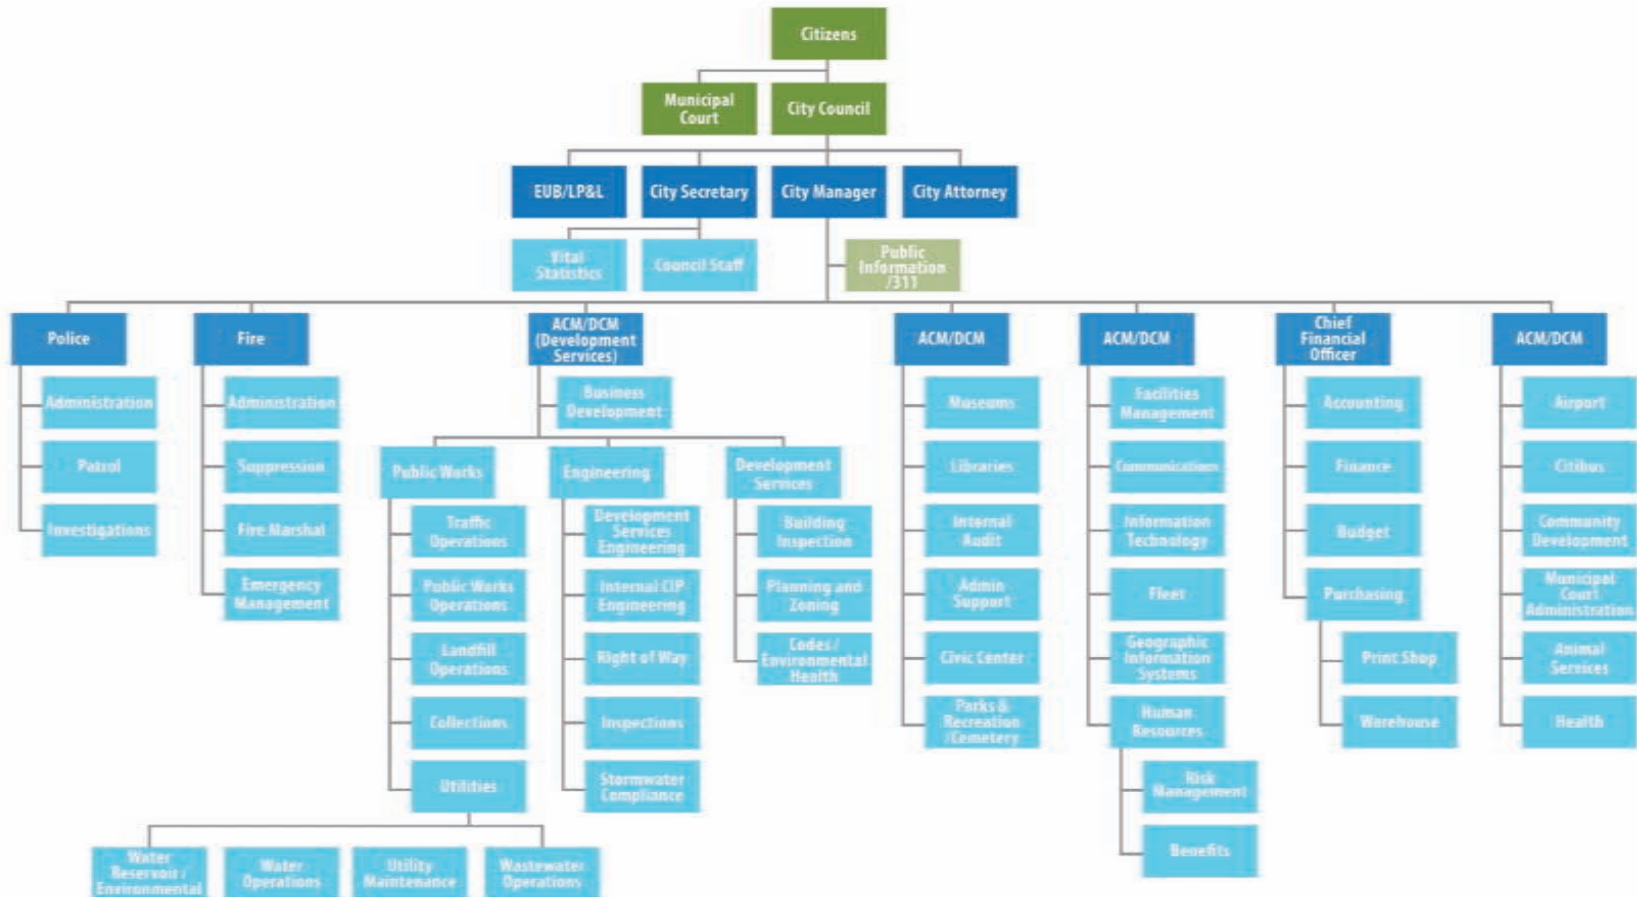 Citizens
Municipal
Court
City Council
EUB/LP&L
City Secretary
City Manager
City Attorney
Vital
Statistics
Council Staff
Public
Information
/311
Police
Fire
ACM/DCM
(Development
Services)
ACM/DCM
ACM/DCM
Chief
Financial
Officer
ACM/DCM
Administration
Patrol
Investigations
Administration
Suppression
Fire Marshal
Emergency
Management
Business
Development
Public Works
Traffic
Operations
Public Works
Operations
Landfill
Operations
Collections
Utilities
Water
Reservoir /
Environmental
Water
Operations
Utility
Maintenance
Wastewater
Operations
Engineering
Development
Services
Engineering
Internal CIP
Engineering
Right of Way
Inspections
Stormwater
Compliance
Development
Services
Building
Inspection
Planning and
Zoning
Codes /
Environmental
Health
Museums
Libraries
Internal
Audit
Admin
Support
Civic Center
Parks &
Recreation
/Cemetery
Facilities
Management
Communications
Information
Technology
Fleet
Geographic
Information
Systems
Human
Resources
Risk
Management
Benefits
Accounting
Finance
Budget
Purchasing
Print Shop
Warehouse
Airport
Citibus
Community
Development
Municipal
Court
Administration
Animal
Services
Health